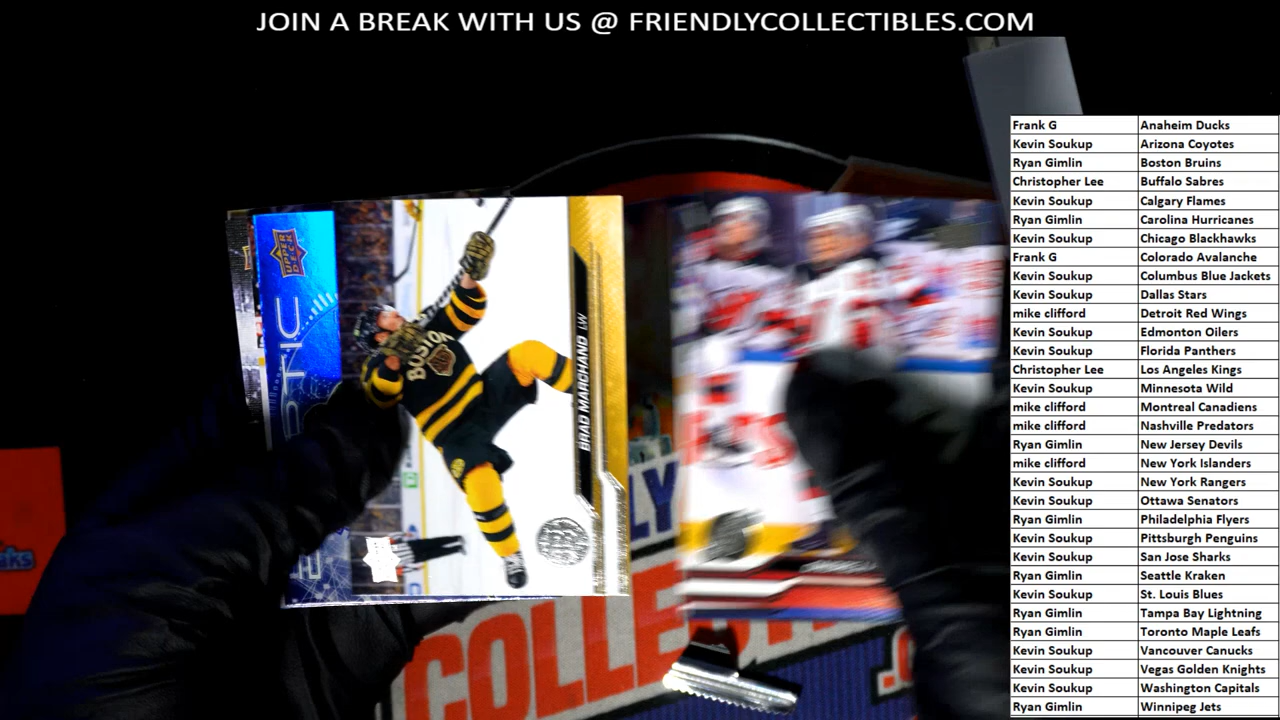 JOIN A BREAK WITH US @ FRIENDLYCOLLECTIBLES.COM
Frank G Anaheim Ducks
Kevin Soukup Arizona Coyotes
Ryan Gimlin Boston Bruins
Christopher Lee Buffalo Sabres
Kevin Soukup Calgary Flames
Ryan Gimlin Carolina Hurricanes
Kevin Soukup Chicago Blackhawks
Frank G Colorado Avalanche
Kevin Soukup Columbus Blue Jackets
Kevin Soukup Dallas Stars
mike clifford Detroit Red Wings
Kevin Soukup Edmonton Oilers
Kevin Soukup Florida Panthers
Christopher Lee Los Angeles Kings
Kevin Soukup Minnesota Wild
mike clifford Montreal Canadiens
mike clifford Nashville Predators
Ryan Gimlin New Jersey Devils
mike clifford New York Islanders
Kevin Soukup New York Rangers
Kevin Soukup Ottawa Senators
Ryan Gimlin Philadelphia Flyers
Kevin Soukup Pittsburgh Penguins
Kevin Soukup San Jose Sharks
Ryan Gimlin Seattle Kraken
Kevin Soukup St. Louis Blues
Ryan Gimlin Tampa Bay Lightning
Ryan Gimlin Toronto Maple Leafs
Kevin Soukup Vancouver Canucks
Kevin Soukup Vegas Golden Knights
Kevin Soukup Washington Capitals
Ryan Gimlin Winnipeg Jets
UPPER DECK
BOSTON
BRAD MARCHAND LW
LY
COLLE